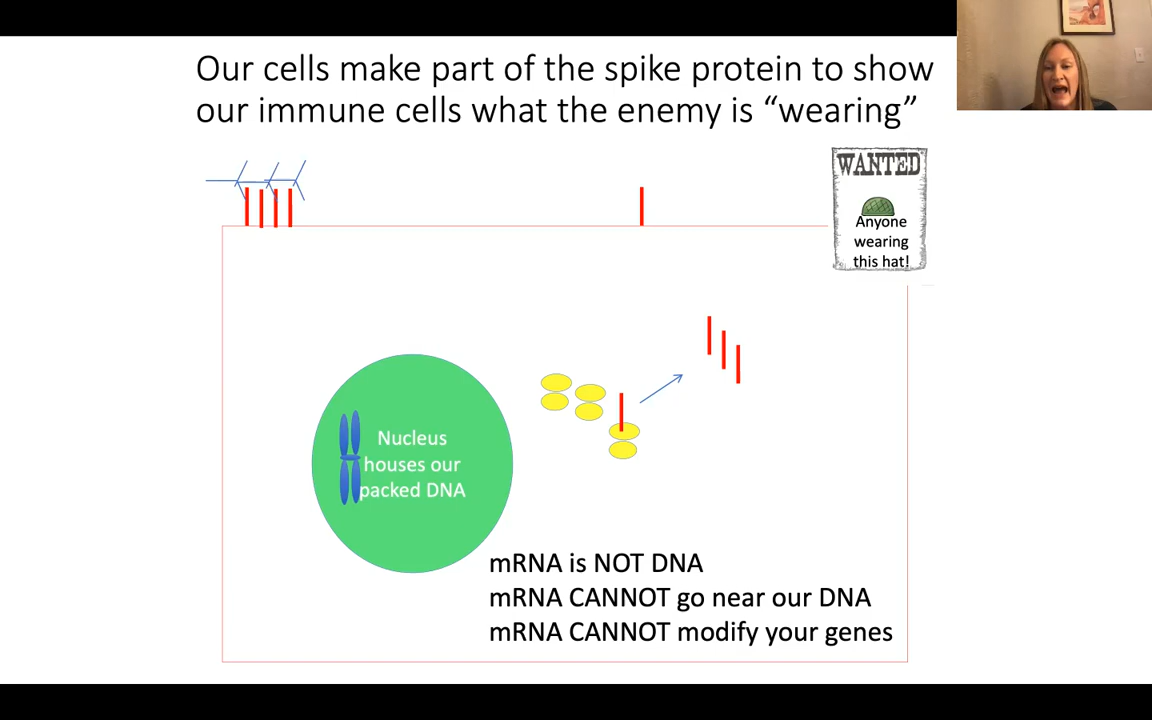 Our cells make part of the spike protein to show
our immune cells what the enemy is “wearing”
WANTED
Anyone
wearing
this hat!
Nucleus
houses our
packed DNA
mRNA is NOT DNA
mRNA CANNOT go near our DNA
mRNA CANNOT modify your genes